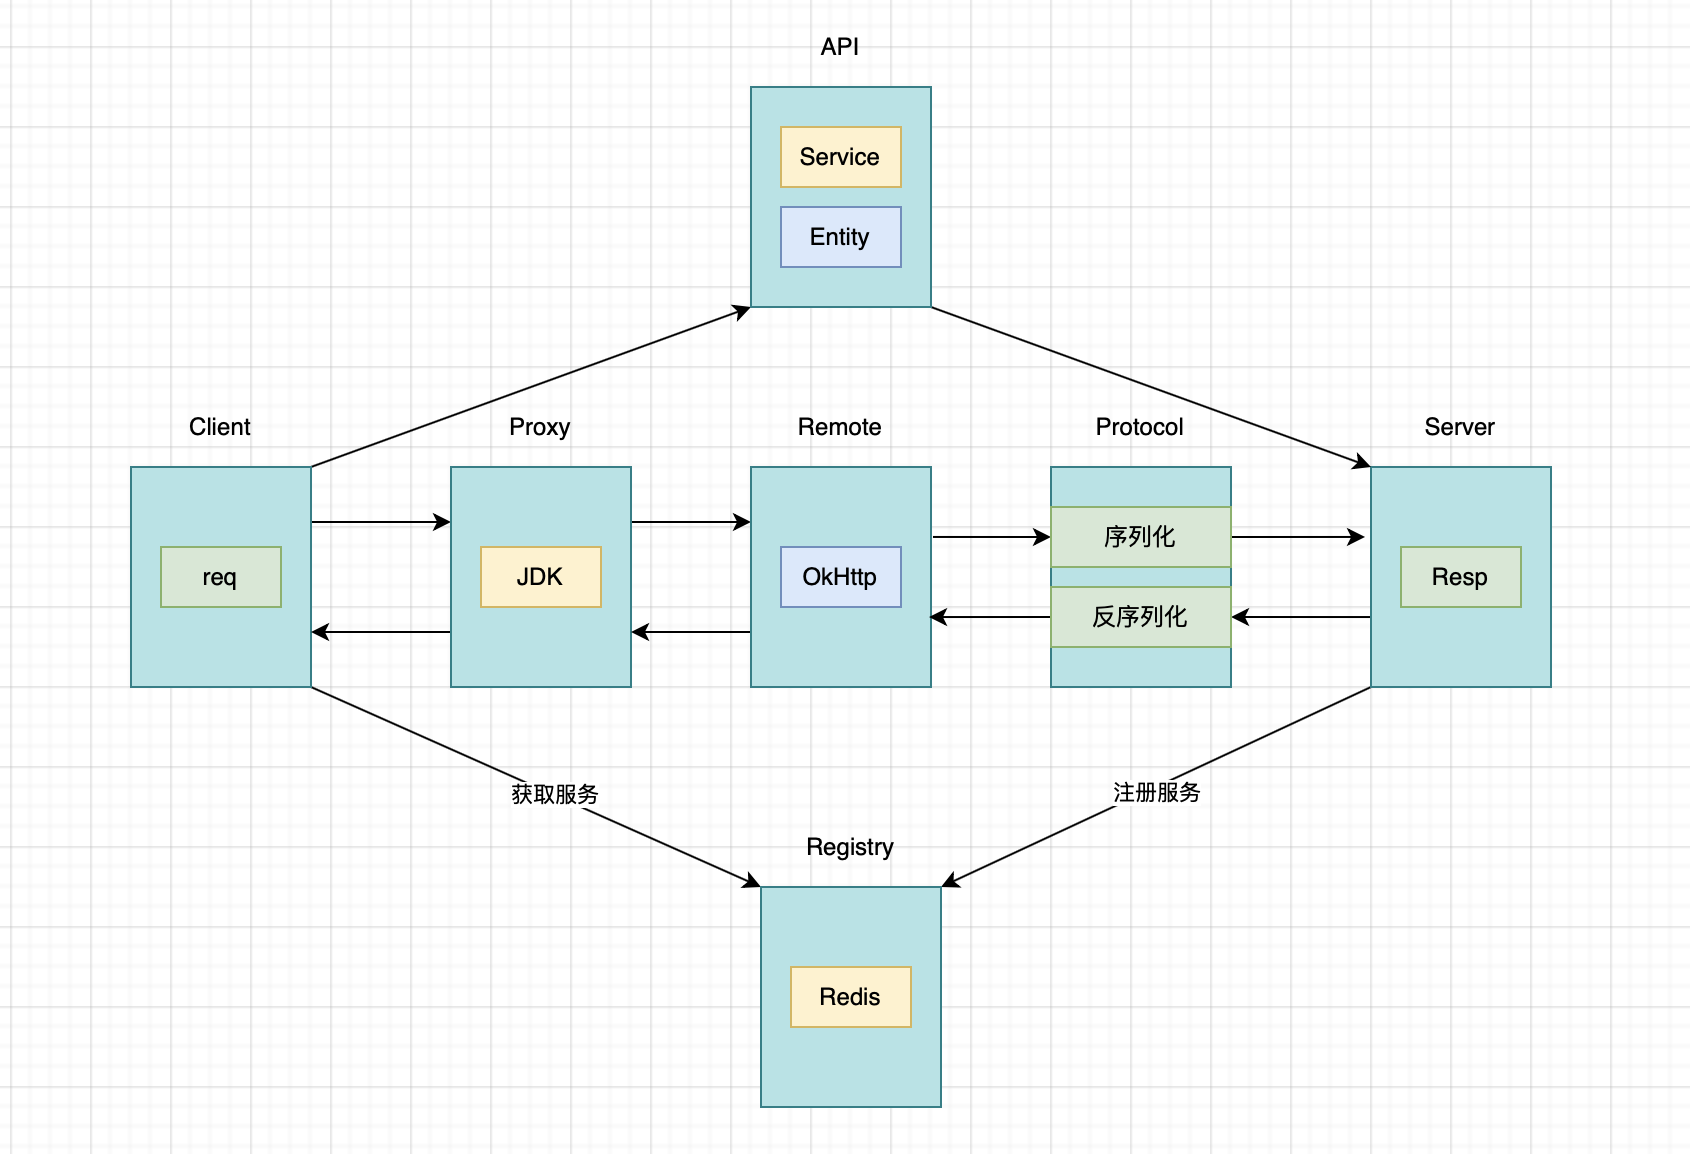 API
Service
Entity
Client
Proxy
Remote
Protocol
Server
req
JDK
OkHttp
序列化
反序列化
Resp
获取服务
注册服务
Registry
Redis